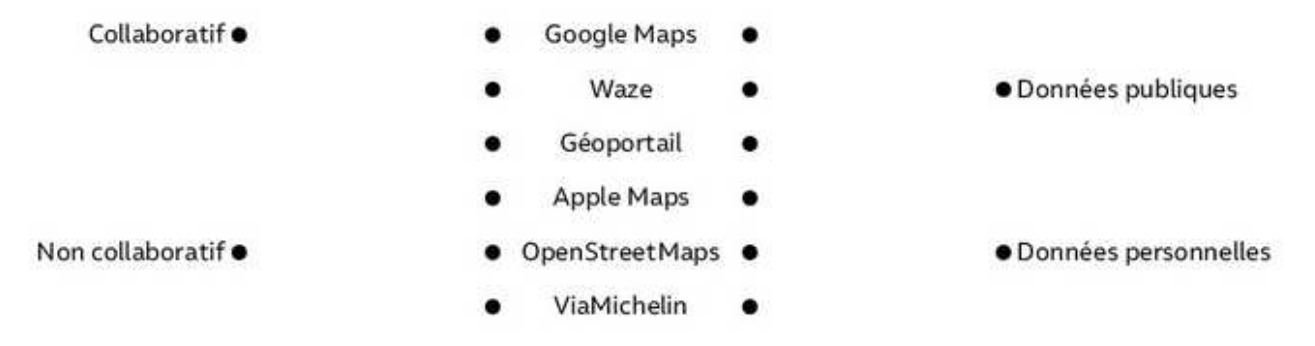 Collaboratif
Google Maps
Waze
Données publiques
Géoportail
Apple Maps
Non collaboratif
OpenStreetMaps
Données personnelles
ViaMichelin